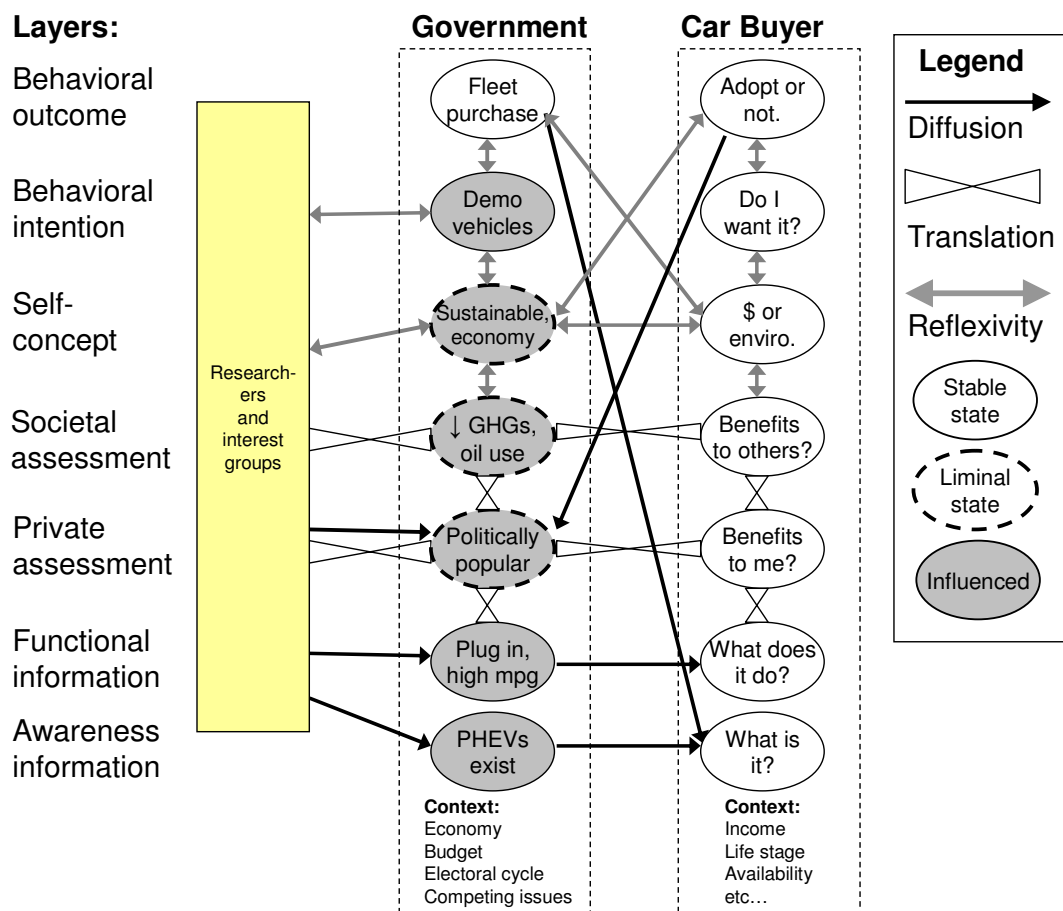 Layers:
Government
Car Buyer
Behavioral
outcome
Behavioral
intention
Self-
concept
Societal
assessment
Private
assessment
Functional
information
Awareness
information
Research-
ers
and
interest
groups
Fleet
purchase
Demo
vehicles
Sustainable,
economy
↓ GHGs,
oil use
Politically
popular
Plug in,
high mpg
PHEVs
exist
Context:
Economy
Budget
Electoral cycle
Competing issues
Adopt or
not.
Do I
want it?
$ or
enviro.
Benefits
to others?
Benefits
to me?
What does
it do?
What is
it?
Context:
Income
Life stage
Availability
etc…
Legend
Diffusion
Translation
Reflexivity
Stable
state
Liminal
state
Influenced